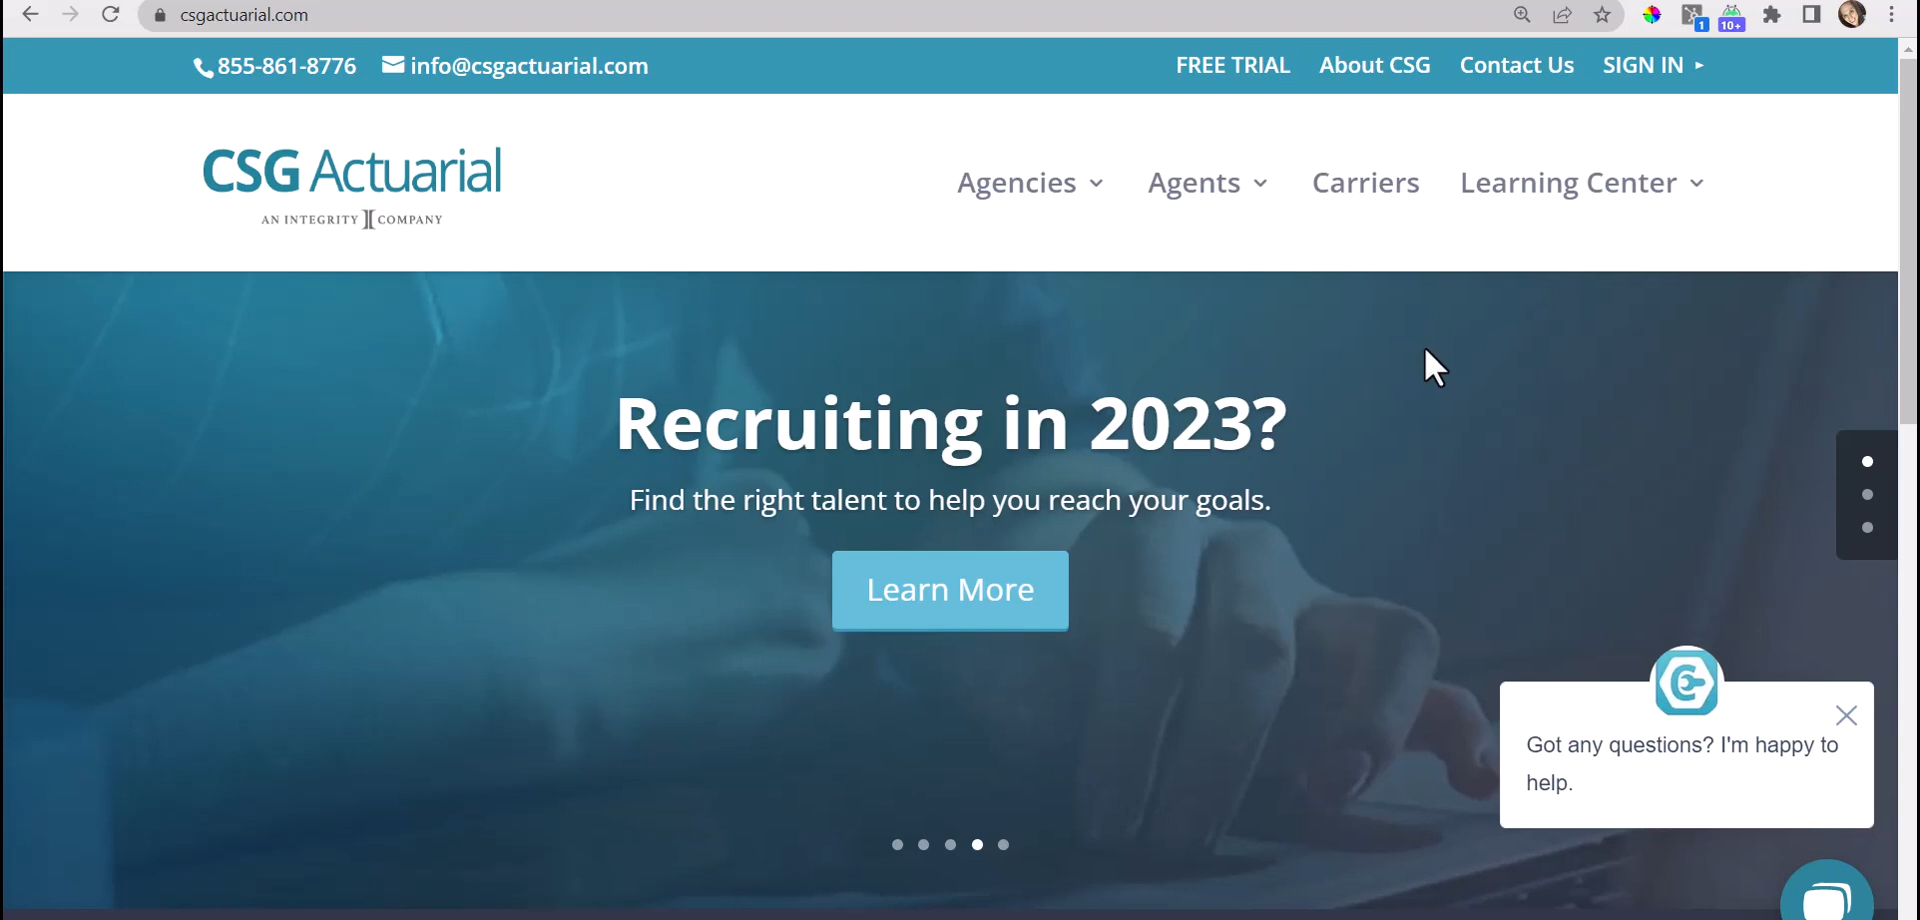 csgactuarial.com
1
10+
855-861-8776 info@csgactuarial.com FREE TRIAL About CSG Contact Us SIGN IN
CSG Actuarial
AN INTEGRITY COMPANY
Agencies Agents Carriers Learning Center
Recruiting in 2023?
Find the right talent to help you reach your goals.
Learn More
Got any questions? I'm happy to
help.